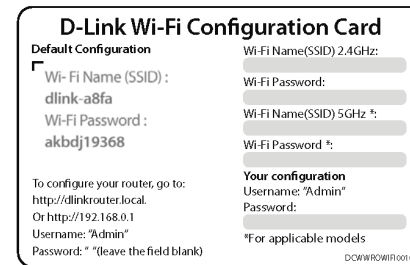 D-Link Wi-Fi Configuration Card
Default Configuration
Wi- Fi Name (SSID) :
dlink-a8fa
Wi-Fi Password :
akbdj19368
To configure your router, go to:
http://dlinkrouter.local.
Or http://192.168.0.1
Username: "Admin"
Password: " "(leave the field blank)
Wi-Fi Name(SSID) 2.4GHz:
Wi-Fi Password:
Wi-Fi Name(SSID) 5GHz *:
Wi-Fi Password *:
Your configuration
Username: "Admin"
Password:
*For applicable models